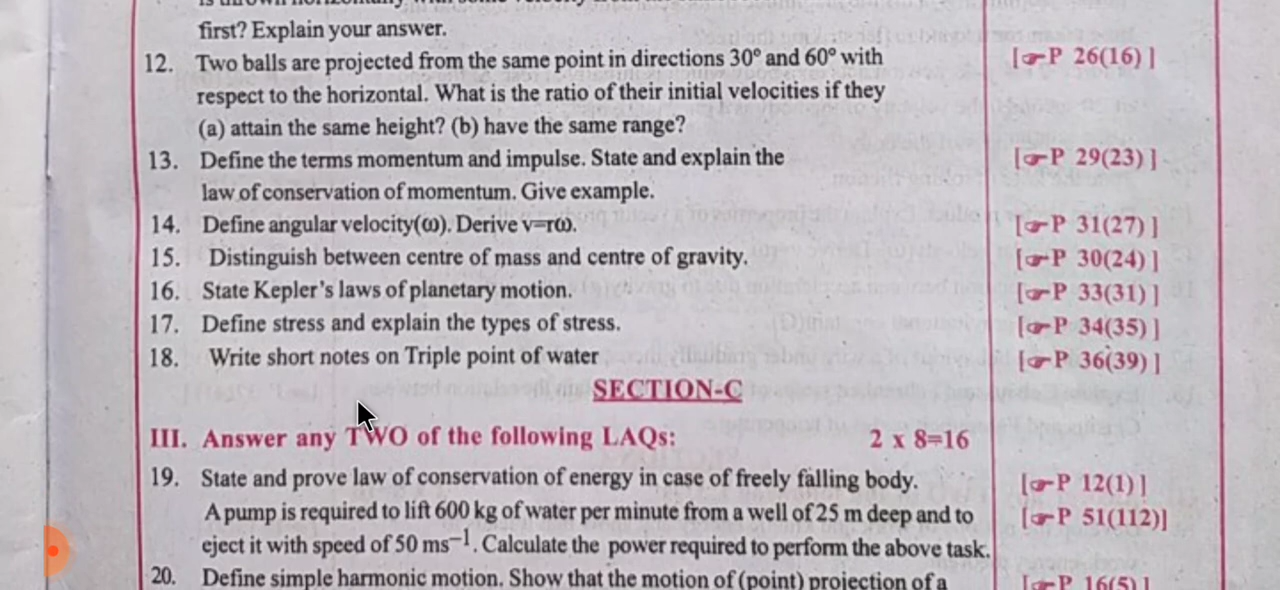 first? Explain your answer.
12. Two balls are projected from the same point in directions 30° and 60° with [☞P 26(16)]
respect to the horizontal. What is the ratio of their initial velocities if they
(a) attain the same height? (b) have the same range?
13. Define the terms momentum and impulse. State and explain the [☞P 29(23)]
law of conservation of momentum. Give example.
14. Define angular velocity(ω). Derive v=rω. [☞P 31(27)]
15. Distinguish between centre of mass and centre of gravity. [☞P 30(24)]
16. State Kepler's laws of planetary motion. [☞P 33(31)]
17. Define stress and explain the types of stress. [☞P 34(35)]
18. Write short notes on Triple point of water [☞P 36(39)]
SECTION-C
III. Answer any TWO of the following LAQs: 2 x 8=16
19. State and prove law of conservation of energy in case of freely falling body. [☞P 12(1)]
A pump is required to lift 600 kg of water per minute from a well of 25 m deep and to [☞P 51(112)]
eject it with speed of 50 ms⁻¹. Calculate the power required to perform the above task.
20. Define simple harmonic motion. Show that the motion of (point) projection of a [☞P 16(5)]